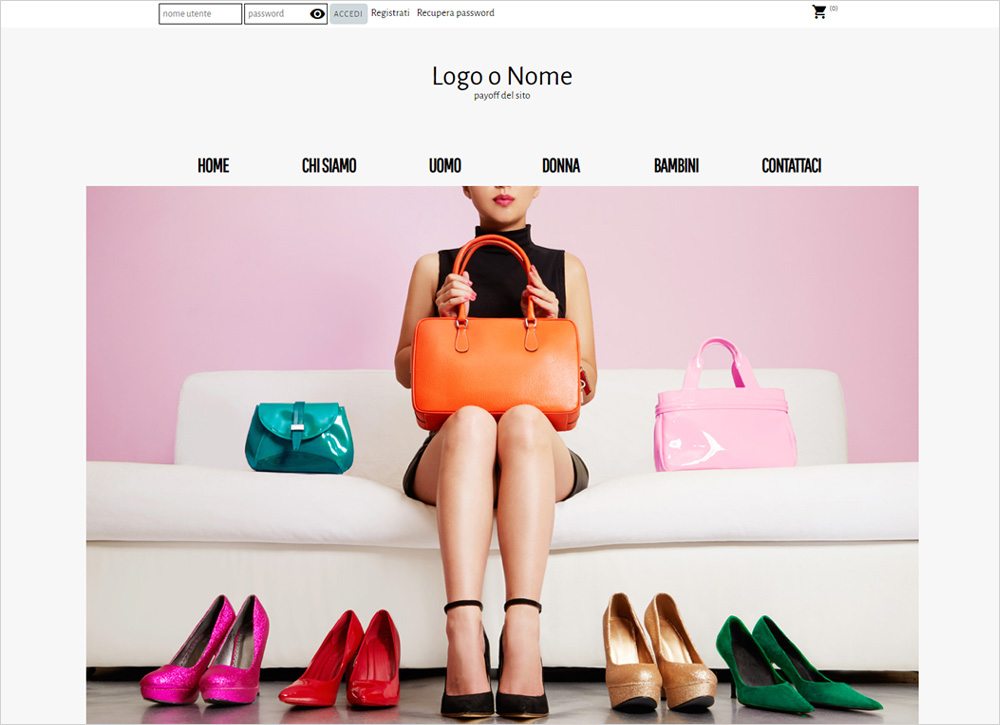 nome utente password ACCEDI Registrati Recupera password (0)
Logo o Nome
payoff del sito
HOME CHI SIAMO UOMO DONNA BAMBINI CONTATTACI